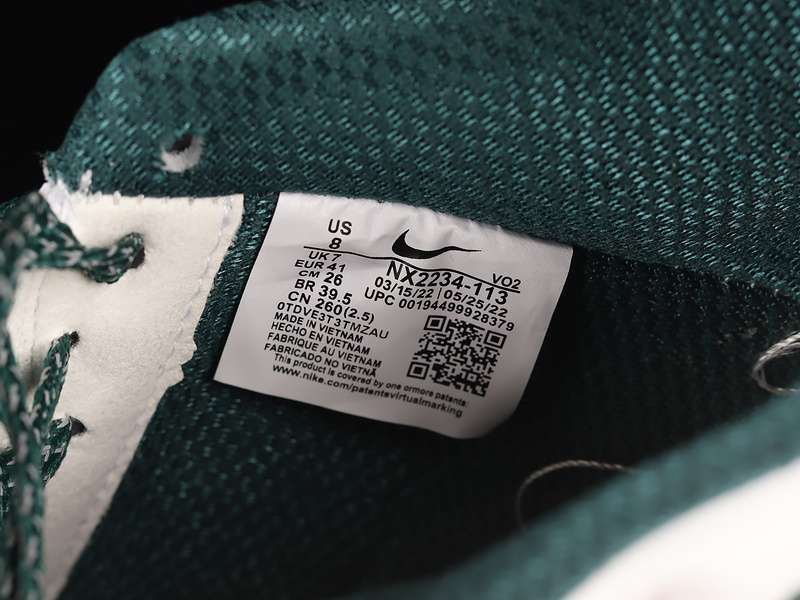 US
8
UK 7
EUR 41
CM 26
BR 39.5
CN 260(2.5)
0TDVE3T3TMZAU
MADE IN VIETNAM
HECHO EN VIETNAM
FABRIQUE AU VIETNAM
FABRICADO NO VIETNÃ
VO2
NX2234-113
03/15/22 | 05/25/22
UPC 00194499928379
This product is covered by one ormore patents:
www.nike.com/patentsvirtualmarking